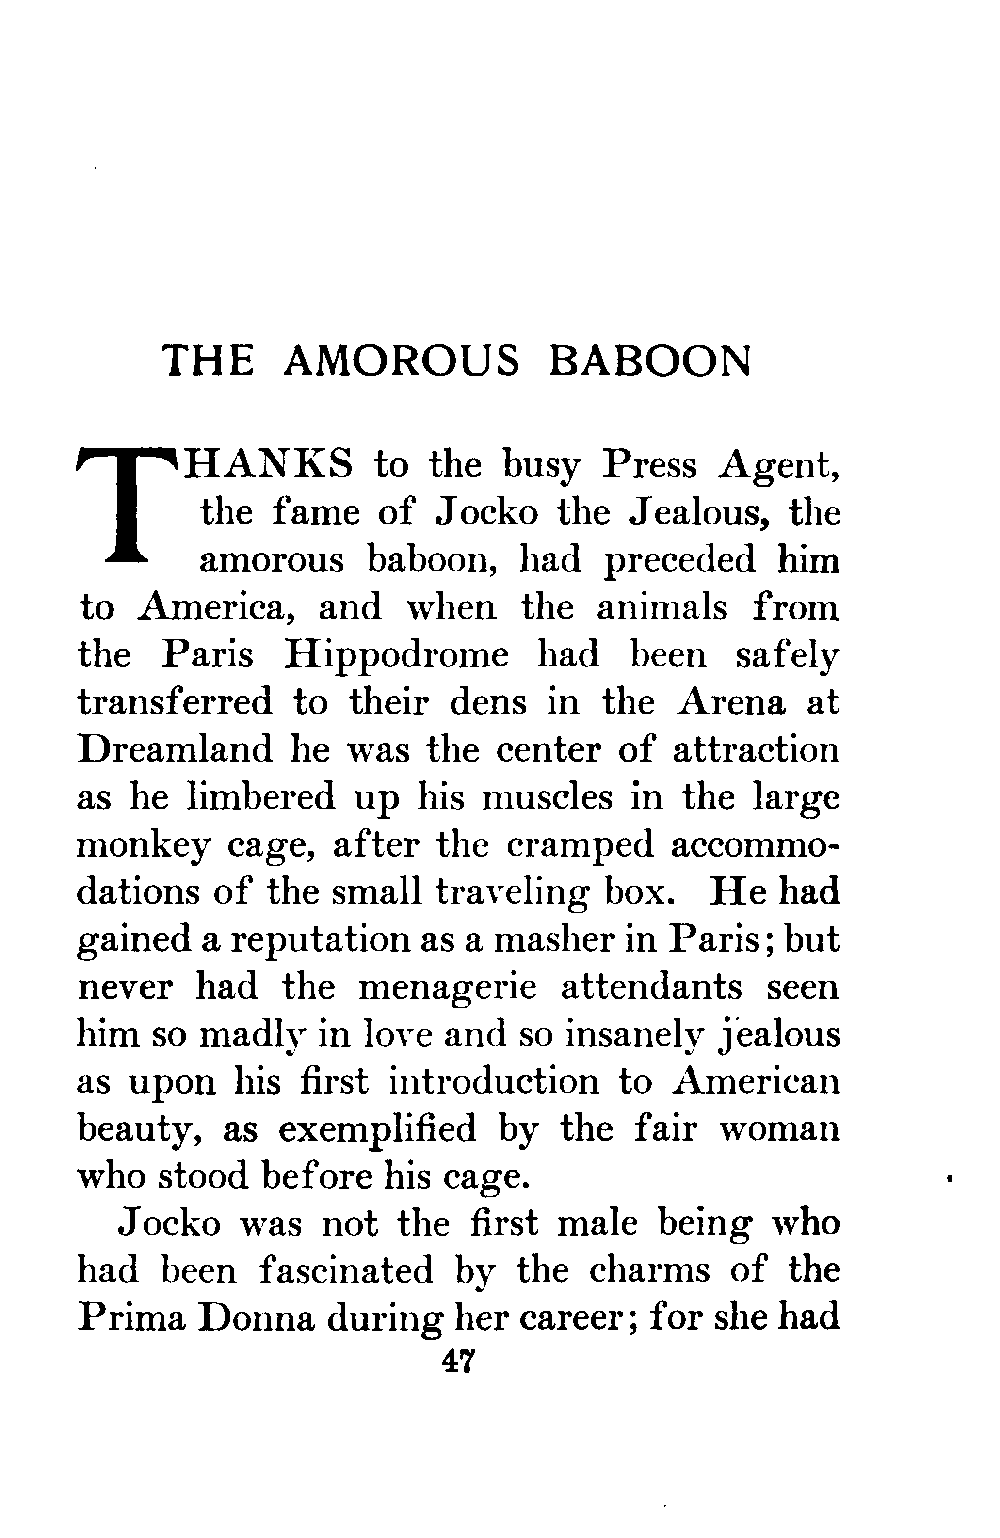 THE AMOROUS BABOON
THANKS to the busy Press Agent,
the fame of Jocko the Jealous, the
amorous baboon, had preceded him
to America, and when the animals from
the Paris Hippodrome had been safely
transferred to their dens in the Arena at
Dreamland he was the center of attraction
as he limbered up his muscles in the large
monkey cage, after the cramped accommo-
dations of the small traveling box. He had
gained a reputation as a masher in Paris; but
never had the menagerie attendants seen
him so madly in love and so insanely jealous
as upon his first introduction to American
beauty, as exemplified by the fair woman
who stood before his cage.
Jocko was not the first male being who
had been fascinated by the charms of the
Prima Donna during her career; for she had
47